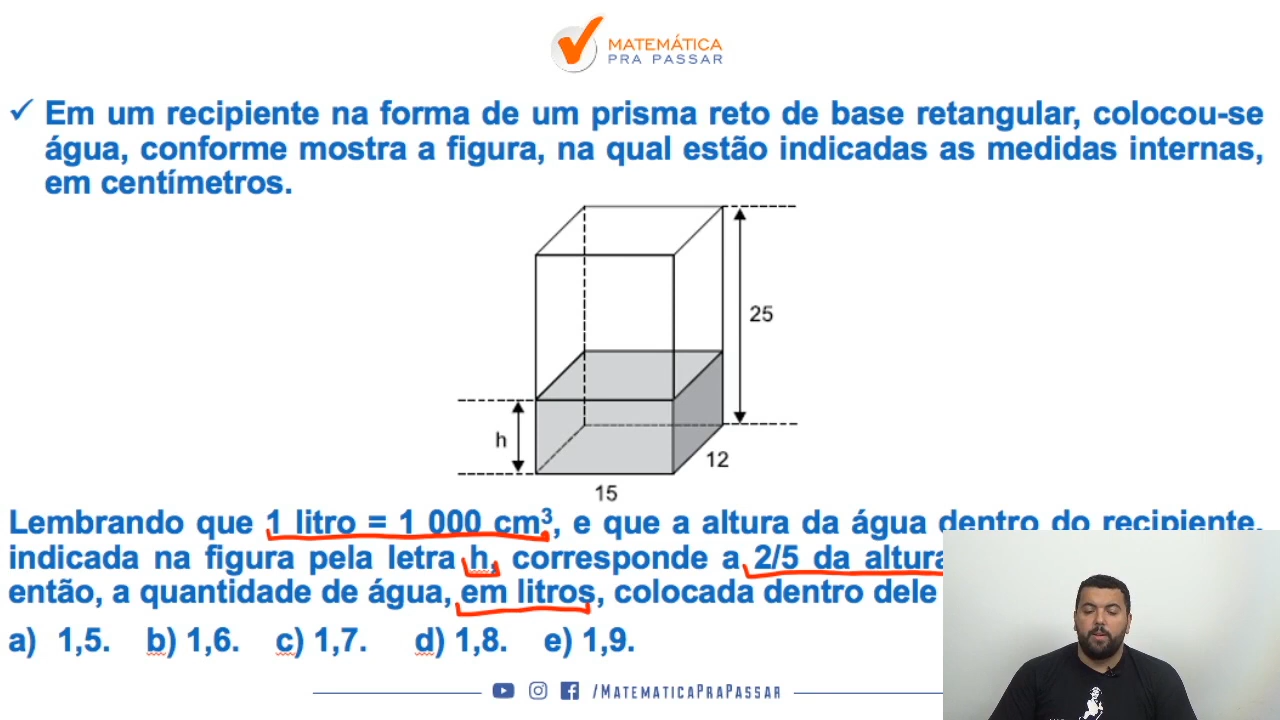 MATEMÁTICA
PRA PASSAR
✓ Em um recipiente na forma de um prisma reto de base retangular, colocou-se
água, conforme mostra a figura, na qual estão indicadas as medidas internas,
em centímetros.
25
h
12
15
Lembrando que 1 litro = 1 000 cm³, e que a altura da água dentro do recipiente,
indicada na figura pela letra h, corresponde a 2/5 da altura
então, a quantidade de água, em litros, colocada dentro dele
a) 1,5. b) 1,6. c) 1,7. d) 1,8. e) 1,9.
/MATEMATICAPRAPASSAR